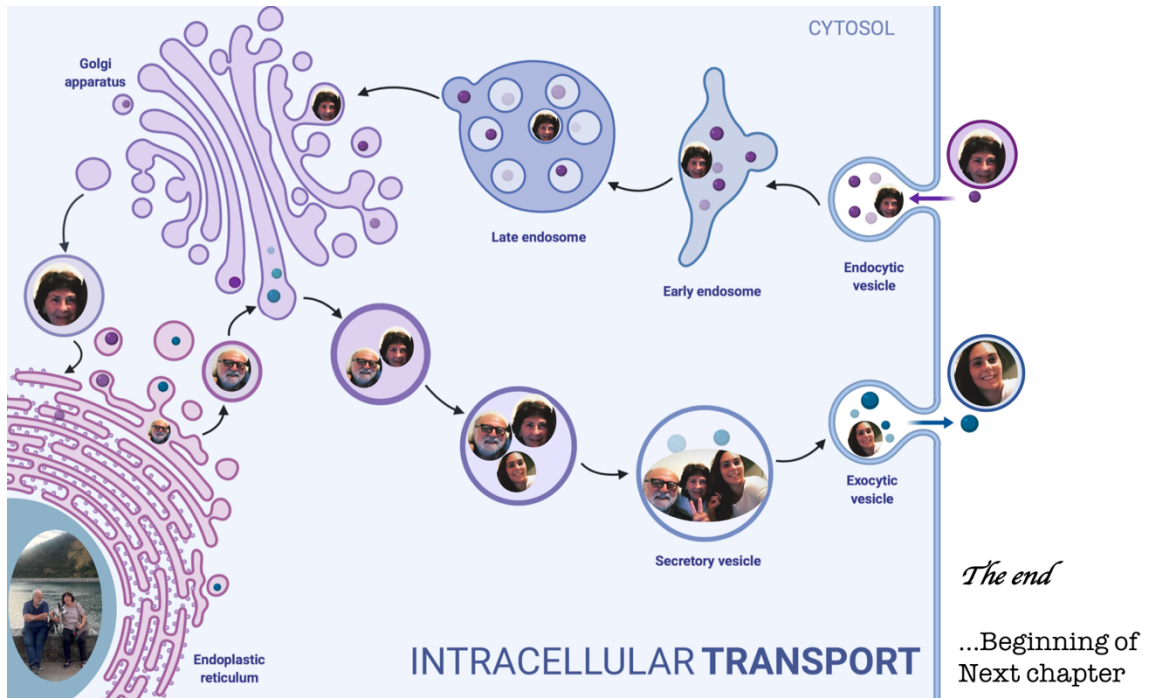 CYTOSOL
Golgi
apparatus
Late endosome
Early endosome
Endocytic
vesicle
Exocytic
vesicle
Secretory vesicle
Endoplastic
reticulum
INTRACELLULAR TRANSPORT
The end
...Beginning of
Next chapter